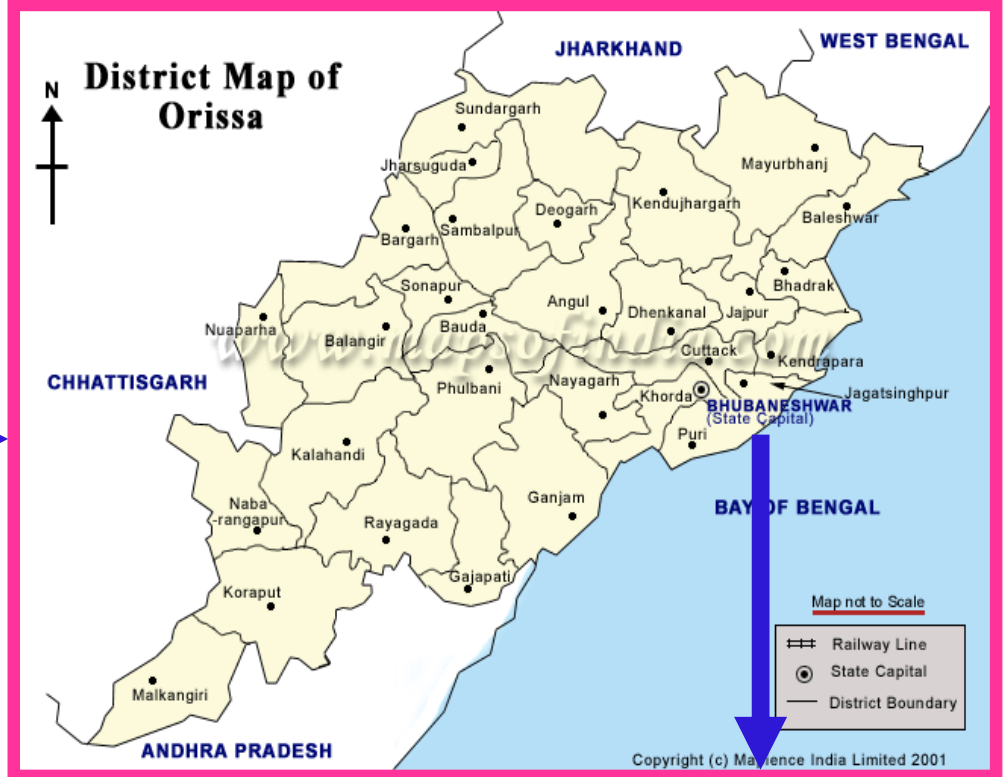 JHARKHAND
WEST BENGAL
District Map of
Orissa
N
Sundargarh
Jharsuguda
Mayurbhanj
Deogarh
Kendujhargarh
Baleshwar
Bargarh
Sambalpur
Sonapur
Bhadrak
Nuaparha
Angul
Dhenkanal
Jajpur
Balangir
Bauda
www.mapsofindia.com
Cuttack
Kendrapara
CHHATTISGARH
Phulbani
Nayagarh
Khorda
Jagatsinghpur
BHUBANESHWAR
(State Capital)
Puri
Kalahandi
Naba
-rangapur
Rayagada
Ganjam
BAY OF BENGAL
Koraput
Gajapati
Map not to Scale
Railway Line
State Capital
District Boundary
Malkangiri
ANDHRA PRADESH
Copyright (c) India Limited 2001